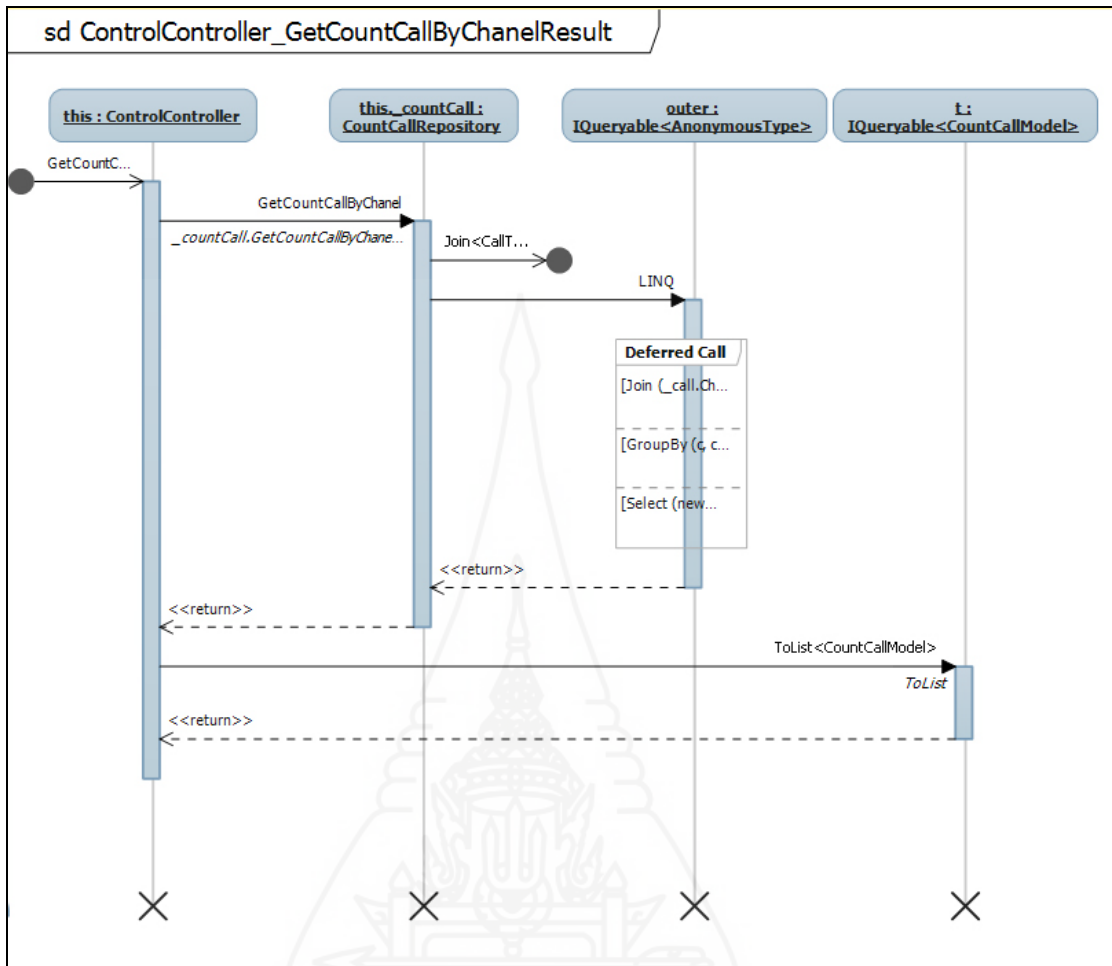 sd ControlController_GetCountCallByChanelResult
this : ControlController
this._countCall :
CountCallRepository
outer :
IQueryable<AnonymousType>
t :
IQueryable<CountCallModel>
GetCountC...
GetCountCallByChanel
_countCall.GetCountCallByChane...
Join<CallT...
LINQ
Deferred Call
[Join (_call.Ch...
[GroupBy (c, c...
[Select (new...
<<return>>
<<return>>
ToList<CountCallModel>
ToList
<<return>>